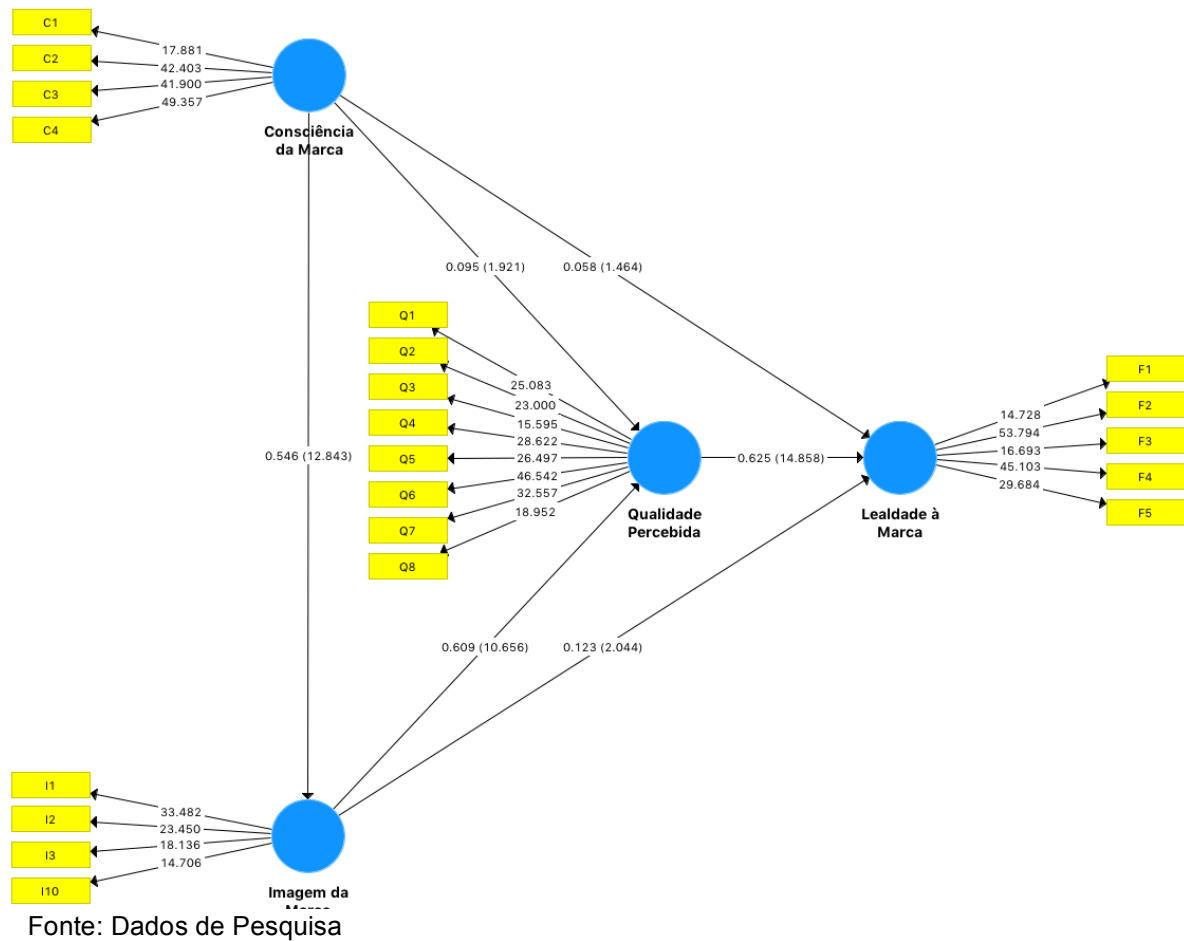 C1
C2
C3
C4
17.881
42.403
41.900
49.357
Consciência
da Marca
0.095 (1.921)
0.058 (1.464)
0.546 (12.843)
Q1
Q2
Q3
Q4
Q5
Q6
Q7
Q8
25.083
23.000
15.595
28.622
26.497
46.542
32.557
18.952
Qualidade
Percebida
0.625 (14.858)
Lealdade à
Marca
14.728
53.794
16.693
45.103
29.684
F1
F2
F3
F4
F5
0.609 (10.656)
0.123 (2.044)
I1
I2
I3
I10
33.482
23.450
18.136
14.706
Imagem da
Marca
Fonte: Dados de Pesquisa